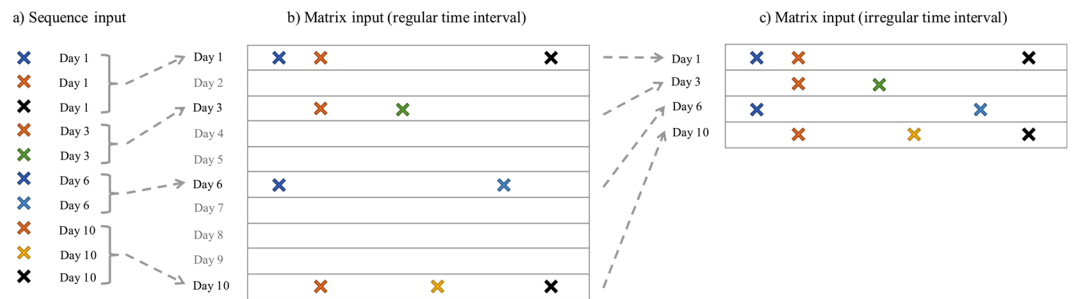 a) Sequence input
Day 1
Day 1
Day 1
Day 3
Day 3
Day 6
Day 6
Day 10
Day 10
Day 10
b) Matrix input (regular time interval)
Day 1
Day 2
Day 3
Day 4
Day 5
Day 6
Day 7
Day 8
Day 9
Day 10
c) Matrix input (irregular time interval)
Day 1
Day 3
Day 6
Day 10